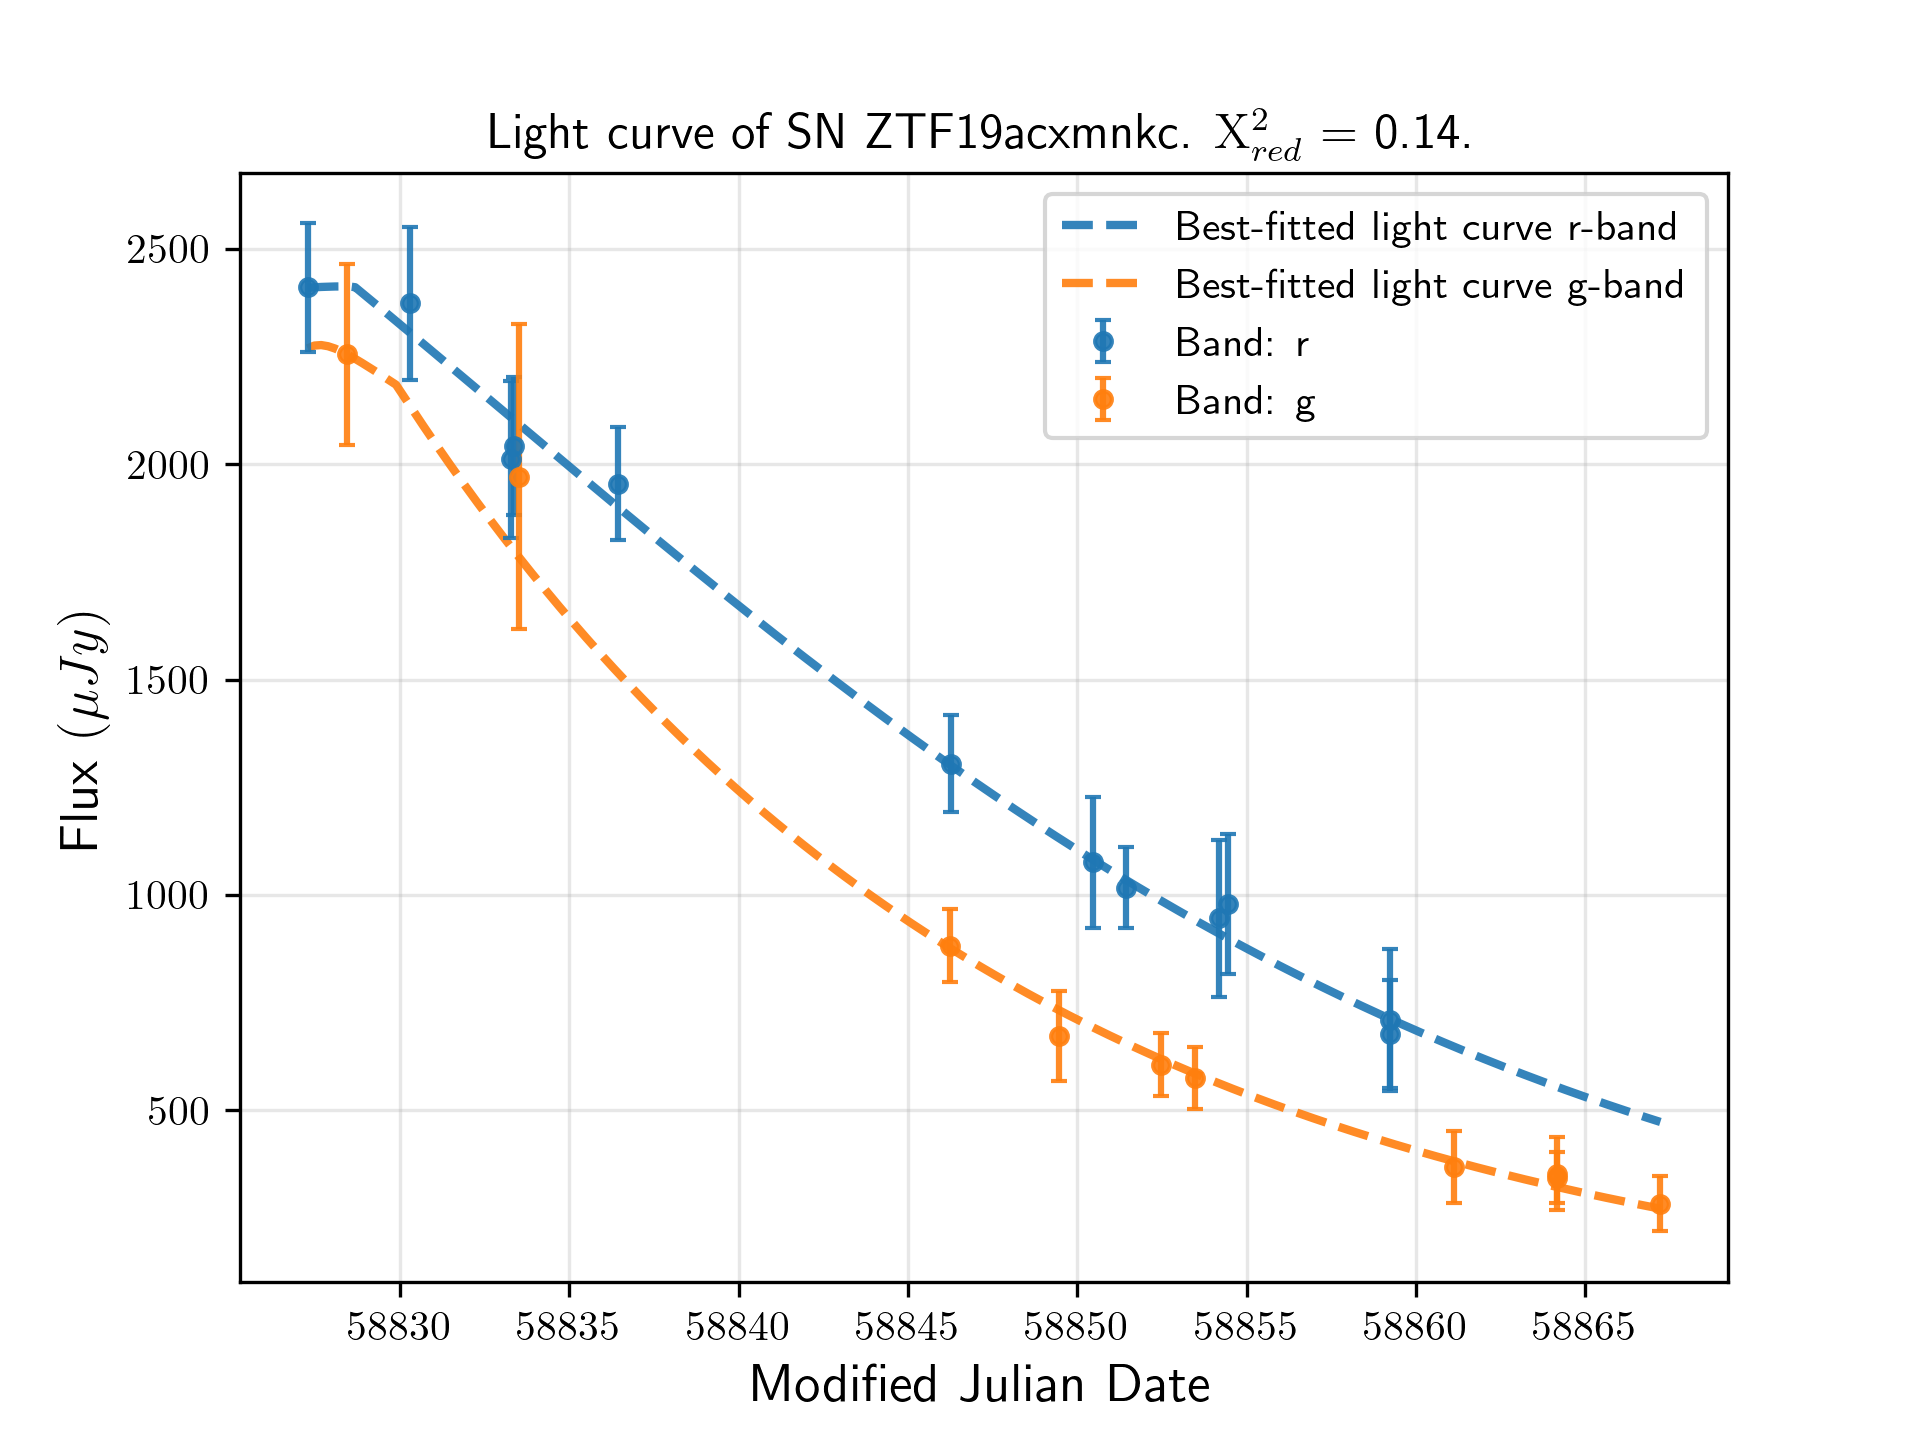 Light curve of SN ZTF19acxmnkc. X²_red = 0.14.
Best-fitted light curve r-band
Best-fitted light curve g-band
Band: r
Band: g
2500
2000
1500
1000
500
Flux (μJy)
58830 58835 58840 58845 58850 58855 58860 58865
Modified Julian Date